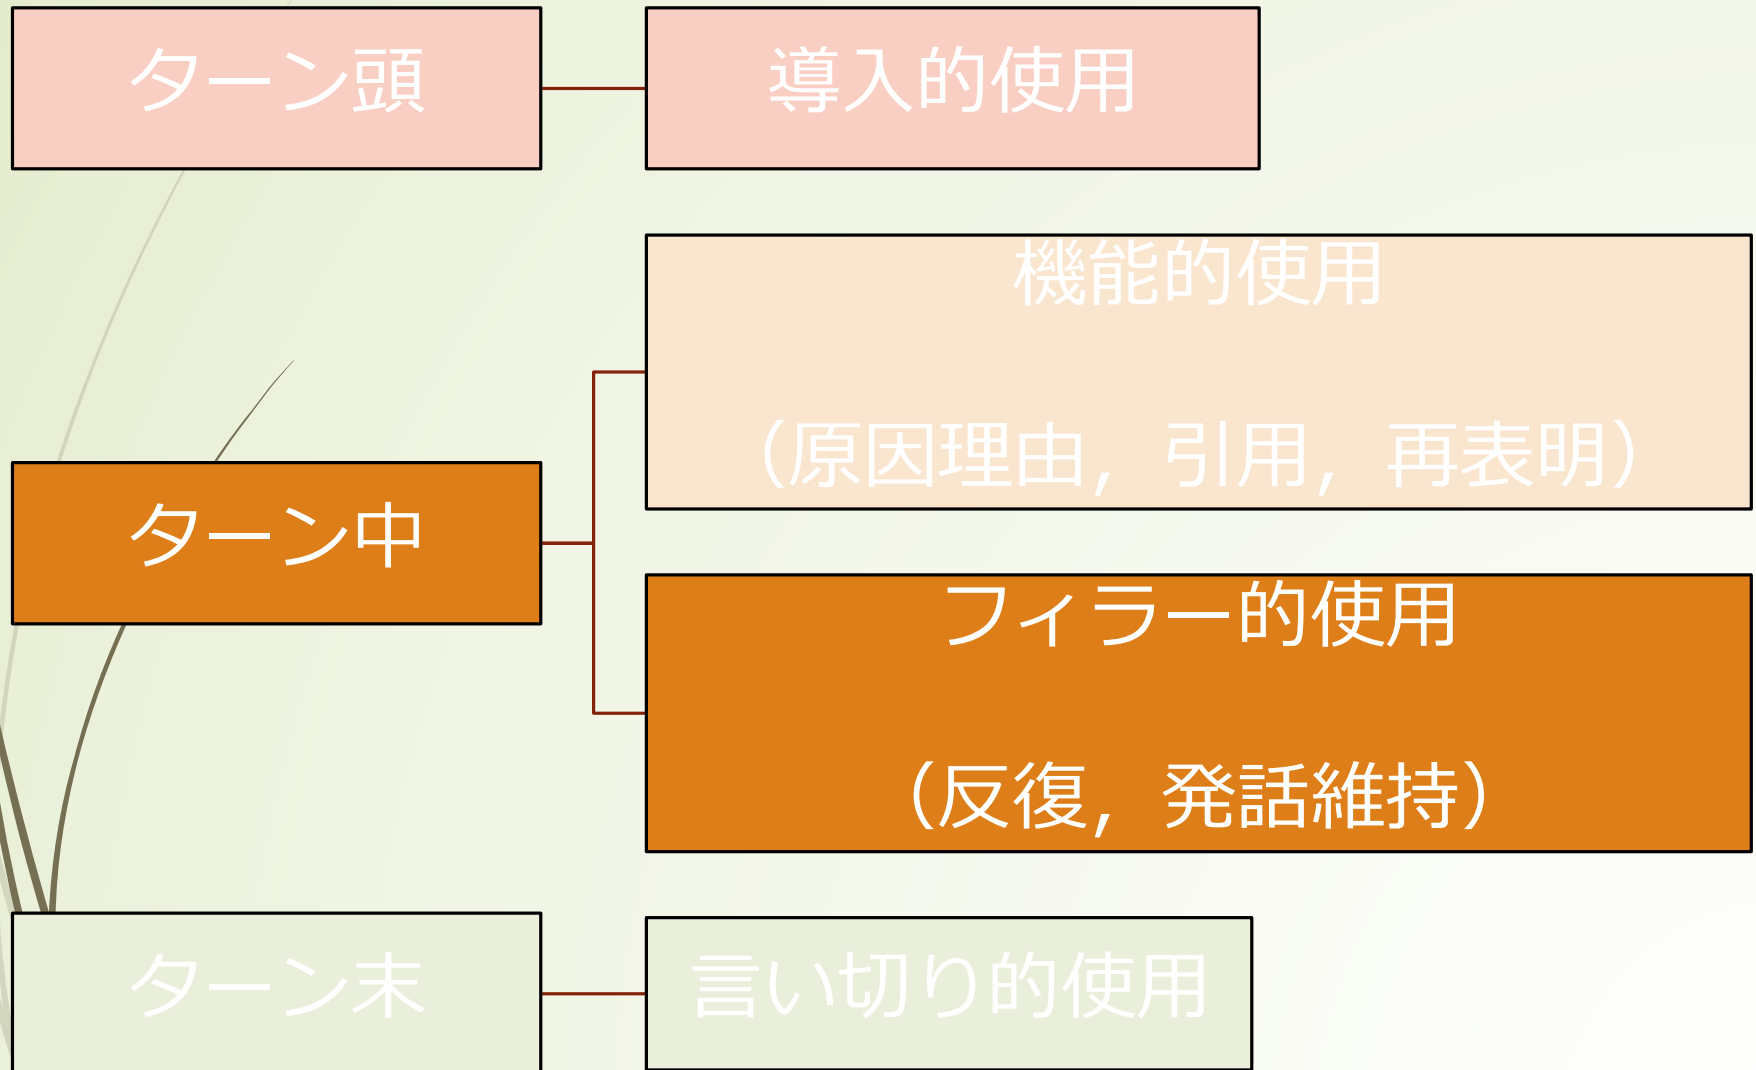 ターン頭
導入的使用
機能的使用
（原因理由，引用，再表明）
ターン中
フィラー的使用
（反復，発話維持）
ターン末
言い切り的使用